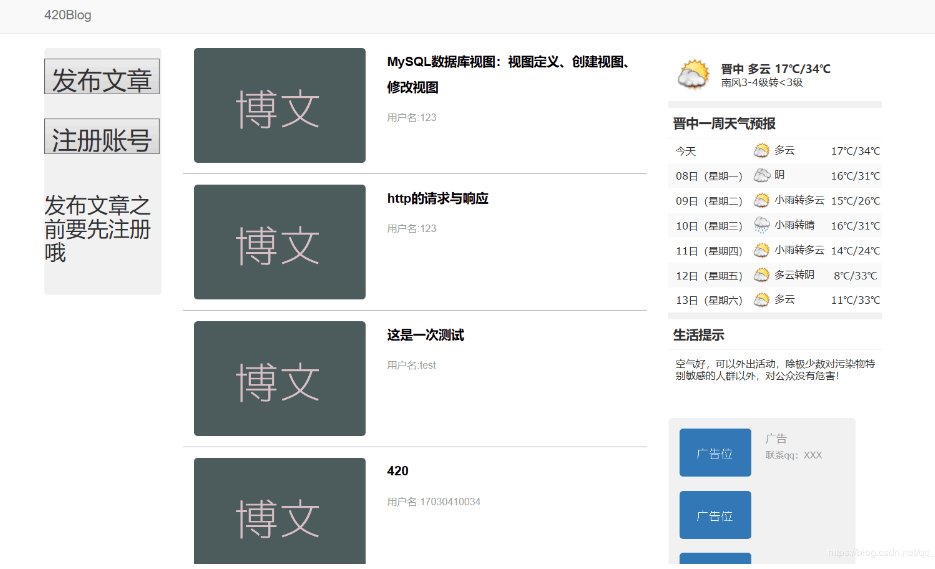 420Blog
发布文章
注册账号
发布文章之
前要先注册
哦
博文
MySQL数据库视图：视图定义、创建视图、
修改视图
用户名:123
博文
http的请求与响应
用户名:123
博文
这是一次测试
用户名:test
博文
420
用户名:17030410034
晋中 多云 17℃/34℃
南风3-4级转<3级
晋中一周天气预报
今天 多云 17℃/34℃
08日（星期一） 阴 16℃/31℃
09日（星期二） 小雨转多云 15℃/26℃
10日（星期三） 小雨转晴 16℃/31℃
11日（星期四） 小雨转多云 14℃/24℃
12日（星期五） 多云转阴 8℃/33℃
13日（星期六） 多云 11℃/33℃
生活提示
空气好，可以外出活动，除极少数对污染物特
别敏感的人群以外，对公众没有危害！
广告位
广告
联系qq：XXX
广告位